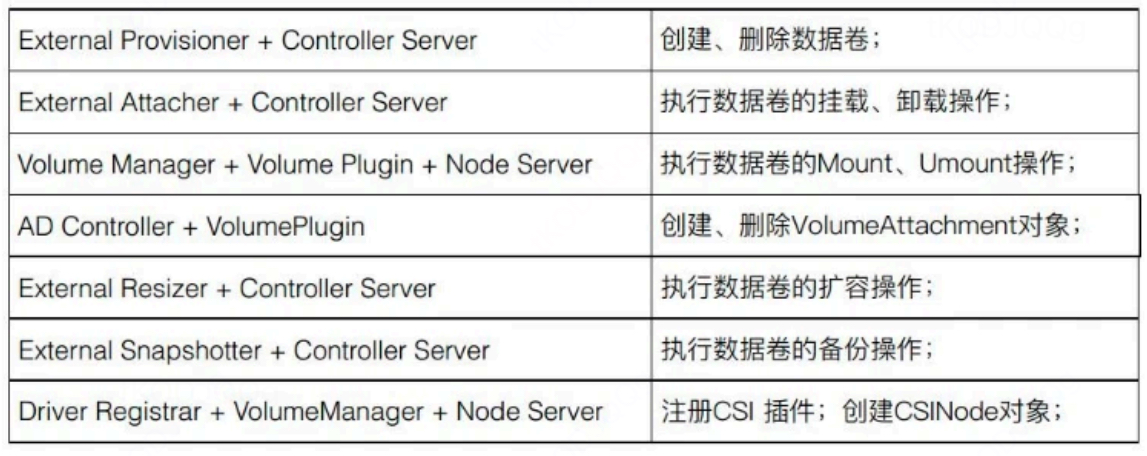 External Provisioner + Controller Server 创建、删除数据卷；
External Attacher + Controller Server 执行数据卷的挂载、卸载操作；
Volume Manager + Volume Plugin + Node Server 执行数据卷的Mount、Umount操作；
AD Controller + VolumePlugin 创建、删除VolumeAttachment对象；
External Resizer + Controller Server 执行数据卷的扩容操作；
External Snapshotter + Controller Server 执行数据卷的备份操作；
Driver Registrar + VolumeManager + Node Server 注册CSI 插件；创建CSINode对象；